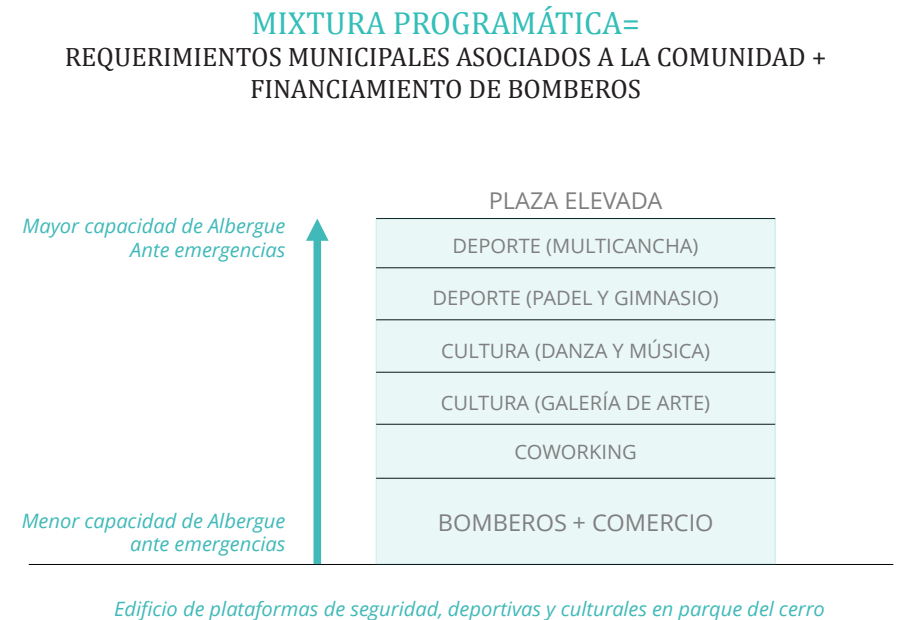 MIXTURA PROGRAMÁTICA=
REQUERIMIENTOS MUNICIPALES ASOCIADOS A LA COMUNIDAD +
FINANCIAMIENTO DE BOMBEROS
PLAZA ELEVADA
Mayor capacidad de Albergue
Ante emergencias
DEPORTE (MULTICANCHA)
DEPORTE (PADEL Y GIMNASIO)
CULTURA (DANZA Y MÚSICA)
CULTURA (GALERÍA DE ARTE)
COWORKING
Menor capacidad de Albergue
ante emergencias
BOMBEROS + COMERCIO
Edificio de plataformas de seguridad, deportivas y culturales en parque del cerro